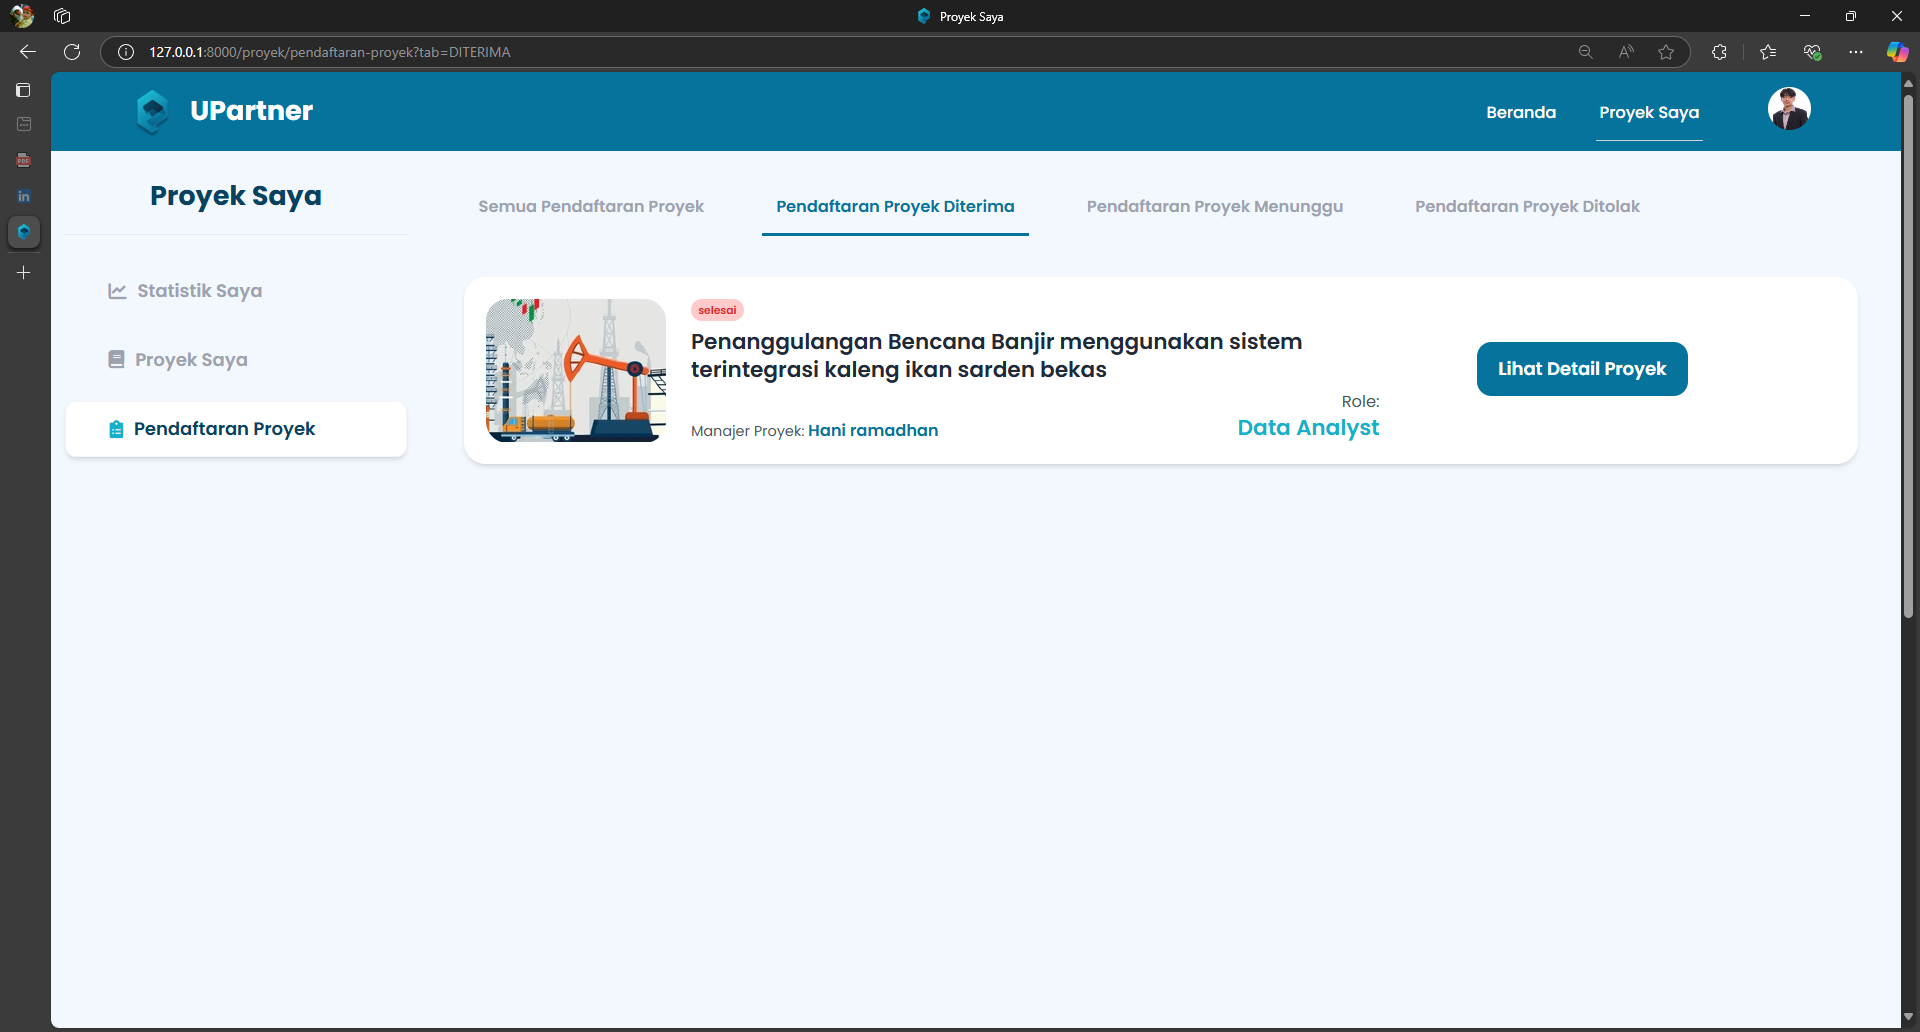 Proyek Saya
127.0.0.1:8000/proyek/pendaftaran-proyek?tab=DITERIMA
UPartner
Beranda
Proyek Saya
Proyek Saya
Statistik Saya
Proyek Saya
Pendaftaran Proyek
Semua Pendaftaran Proyek
Pendaftaran Proyek Diterima
Pendaftaran Proyek Menunggu
Pendaftaran Proyek Ditolak
selesai
Penanggulangan Bencana Banjir menggunakan sistem
terintegrasi kaleng ikan sarden bekas
Manajer Proyek: Hani ramadhan
Role:
Data Analyst
Lihat Detail Proyek